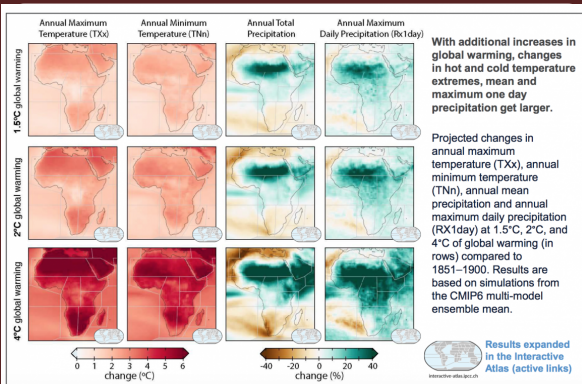 Annual Maximum
Temperature (TXx)
Annual Minimum
Temperature (TNn)
Annual Total
Precipitation
Annual Maximum
Daily Precipitation (Rx1day)
1.5°C global warming
2°C global warming
4°C global warming
0 1 2 3 4 5 6
change (°C)
-40 -20 0 20 40
change (%)
With additional increases in
global warming, changes
in hot and cold temperature
extremes, mean and
maximum one day
precipitation get larger.
Projected changes in
annual maximum
temperature (TXx), annual
minimum temperature
(TNn), annual mean
precipitation and annual
maximum daily precipitation
(RX1day) at 1.5°C, 2°C, and
4°C of global warming (in
rows) compared to
1851–1900. Results are
based on simulations from
the CMIP6 multi-model
ensemble mean.
interactive-atlas.ipcc.ch
Results expanded
in the Interactive
Atlas (active links)